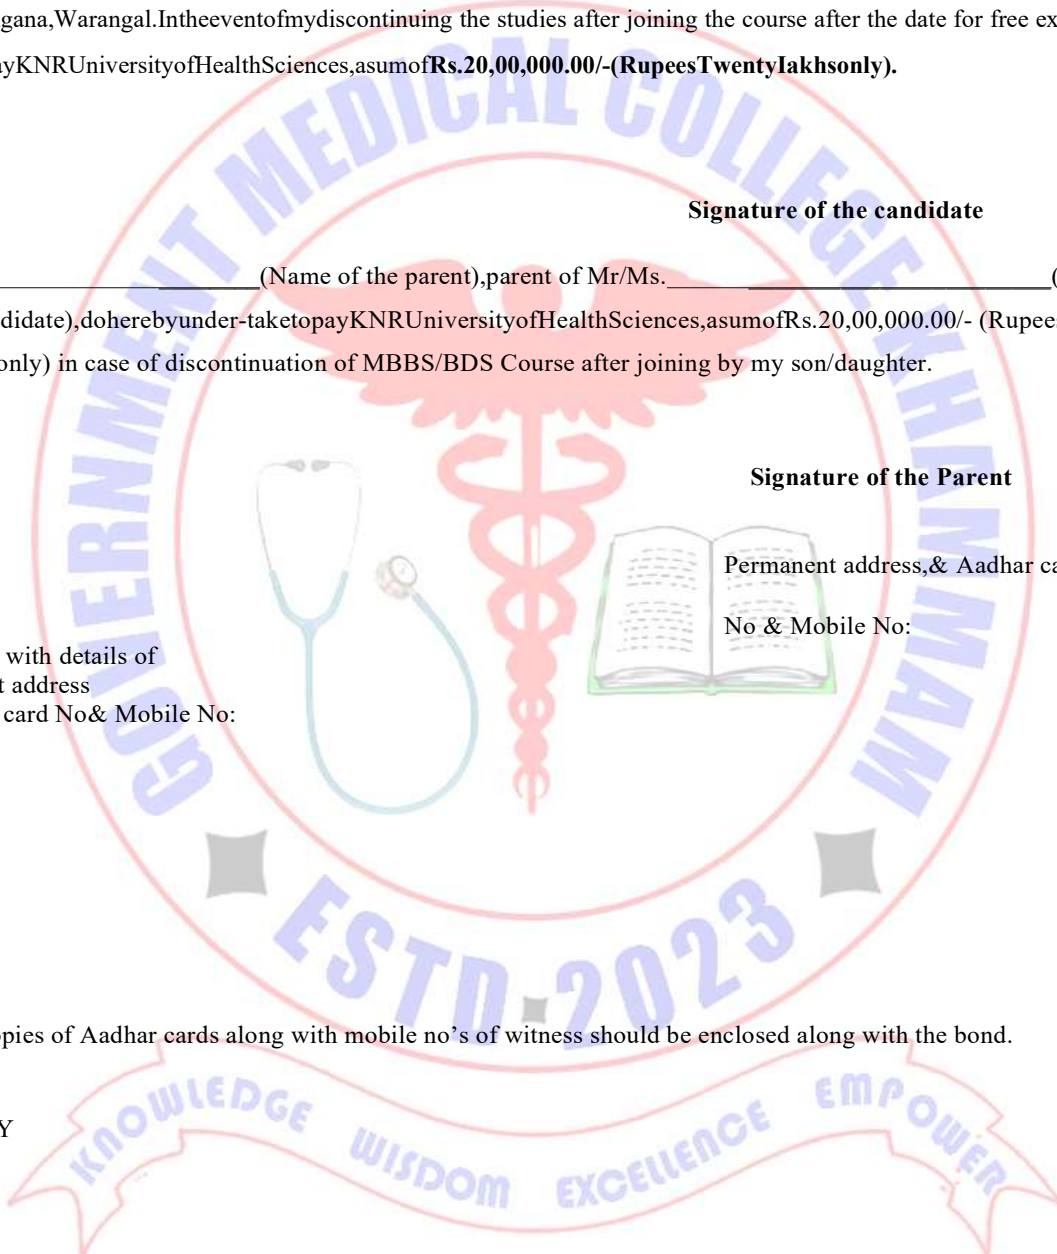 gana,Warangal.Intheeventofmydiscontinuing the studies after joining the course after the date for free ex
ayKNRUniversityofHealthSciences,asumofRs.20,00,000.00/-(RupeesTwentyIakhsonly).
Signature of the candidate
____________________(Name of the parent),parent of Mr/Ms.______________________________(
didate),doherebyunder-taketopayKNRUniversityofHealthSciences,asumofRs.20,00,000.00/- (Rupees
only) in case of discontinuation of MBBS/BDS Course after joining by my son/daughter.
Signature of the Parent
Permanent address,& Aadhar ca
No & Mobile No:
with details of
t address
card No& Mobile No:
opies of Aadhar cards along with mobile no’s of witness should be enclosed along with the bond.
Y
GOVERNMENT MEDICAL COLLEGE KHAMMAM
ESTD 2023
KNOWLEDGE WISDOM EXCELLENCE EMPOWER